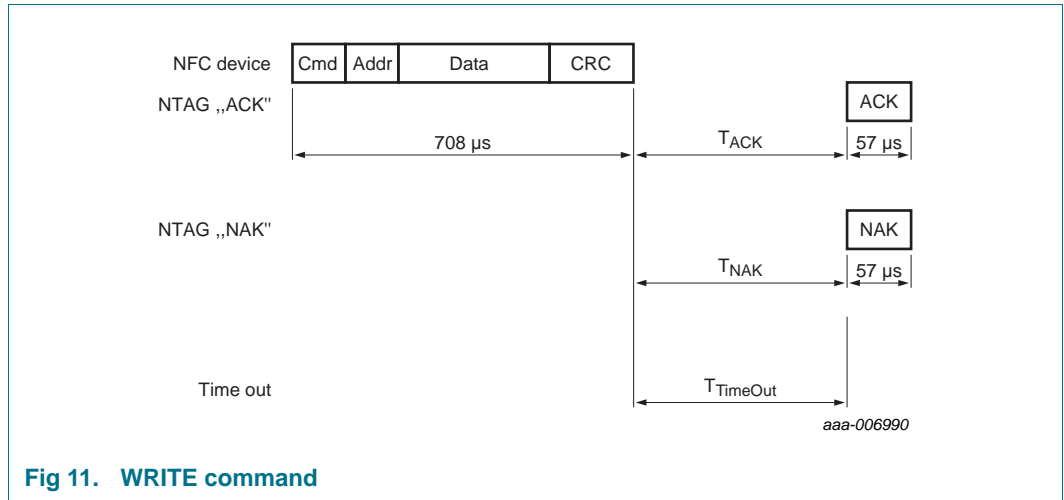 NFC device Cmd Addr Data CRC
NTAG ,,ACK" ACK
708 µs TACK 57 µs
NTAG ,,NAK" NAK
TNAK 57 µs
Time out TTimeOut
aaa-006990
Fig 11. WRITE command